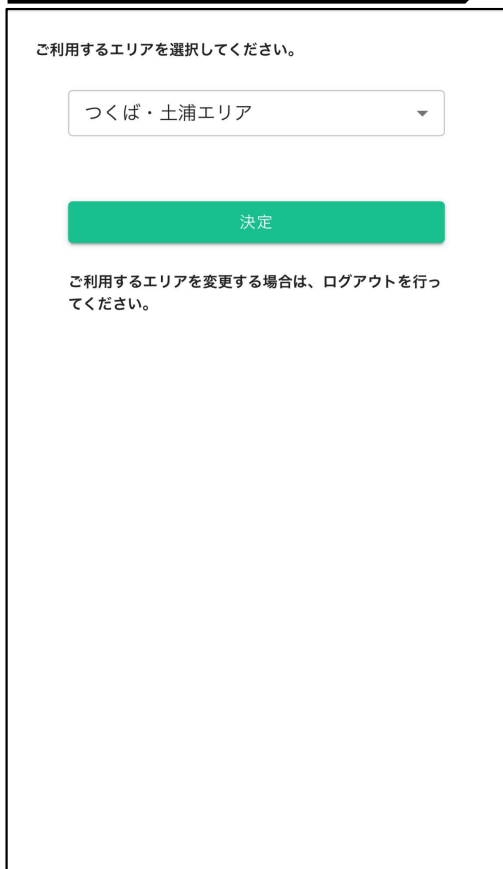 ご利用するエリアを選択してください。
つくば・土浦エリア
決定
ご利用するエリアを変更する場合は、ログアウトを行っ
てください。